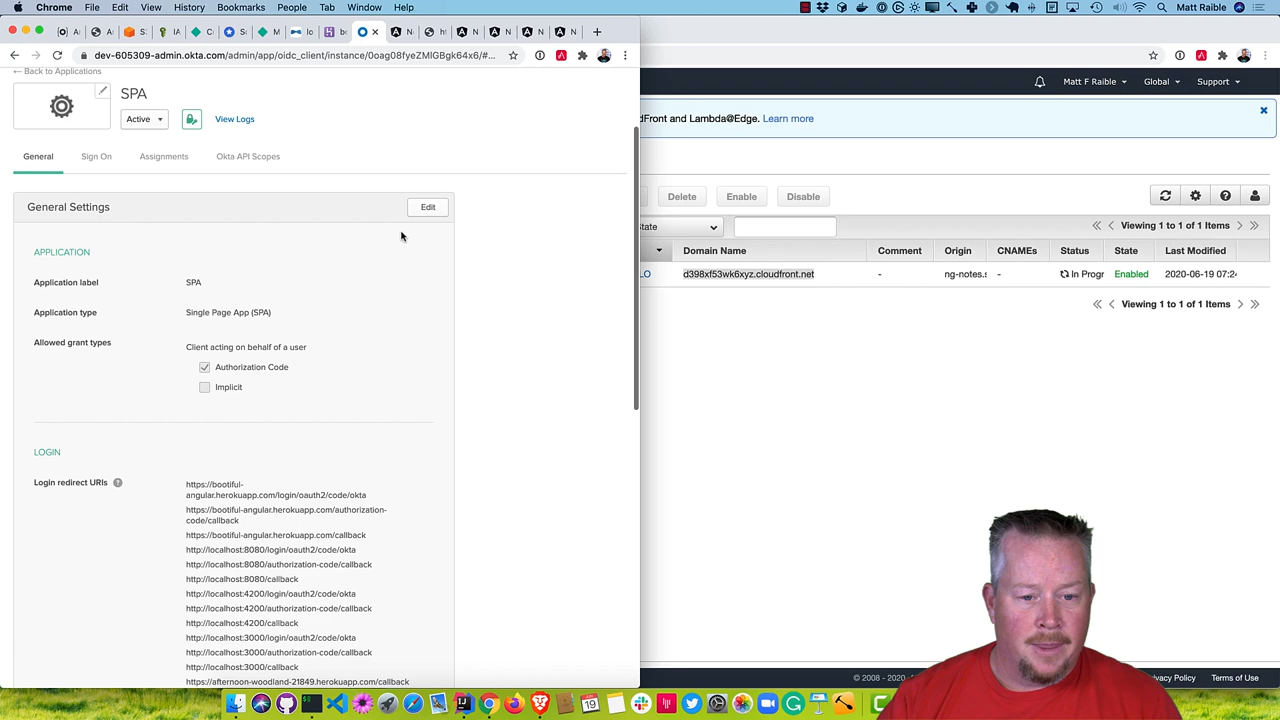 Chrome File Edit View History Bookmarks People Tab Window Help Matt Raible
dev-605309-admin.okta.com/admin/app/oidc_client/instance/0oag08fyeZMIGBgk64x6/#...
← Back to Applications
SPA
Active
View Logs
General Sign On Assignments Okta API Scopes
General Settings
Edit
APPLICATION
Application label SPA
Application type Single Page App (SPA)
Allowed grant types Client acting on behalf of a user
Authorization Code
Implicit
LOGIN
Login redirect URIs
https://bootiful-
angular.herokuapp.com/login/oauth2/code/okta
https://bootiful-angular.herokuapp.com/authorization-
code/callback
https://bootiful-angular.herokuapp.com/callback
http://localhost:8080/login/oauth2/code/okta
http://localhost:8080/authorization-code/callback
http://localhost:8080/callback
http://localhost:4200/login/oauth2/code/okta
http://localhost:4200/authorization-code/callback
http://localhost:4200/callback
http://localhost:3000/login/oauth2/code/okta
http://localhost:3000/authorization-code/callback
http://localhost:3000/callback
https://afternoon-woodland-21849.herokuapp.com/callback
Matt F Raible Global Support
dFront and Lambda@Edge. Learn more
Delete Enable Disable
State
Viewing 1 to 1 of 1 Items
Domain Name Comment Origin CNAMEs Status State Last Modified
LO d398xf53wk6xyz.cloudfront.net - ng-notes.s - In Progr Enabled 2020-06-19 07:24
Viewing 1 to 1 of 1 Items
© 2008 - 2020
rivacy Policy Terms of Use